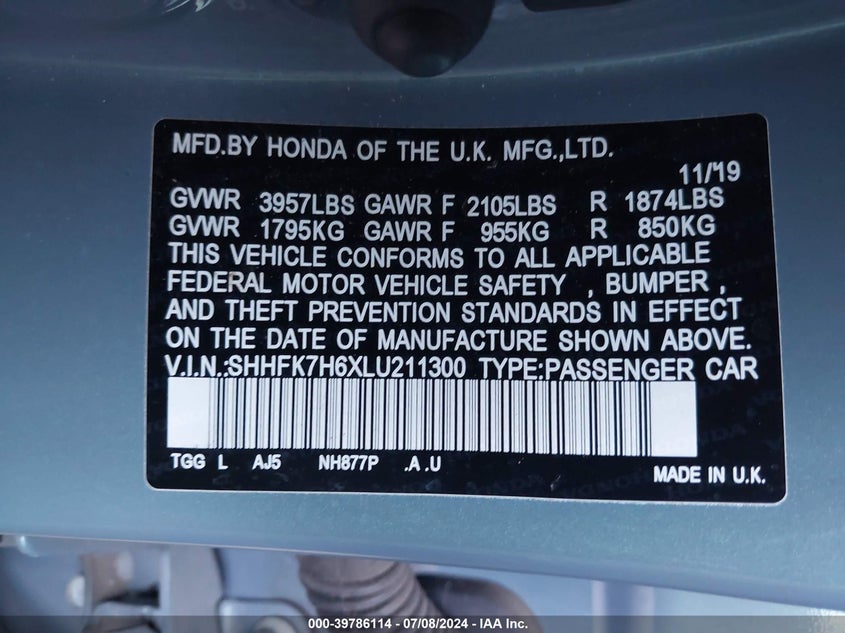 MFD.BY HONDA OF THE U.K. MFG.,LTD.
11/19
GVWR 3957LBS GAWR F 2105LBS R 1874LBS
GVWR 1795KG GAWR F 955KG R 850KG
THIS VEHICLE CONFORMS TO ALL APPLICABLE
FEDERAL MOTOR VEHICLE SAFETY , BUMPER ,
AND THEFT PREVENTION STANDARDS IN EFFECT
ON THE DATE OF MANUFACTURE SHOWN ABOVE.
V.I.N.:SHHFK7H6XLU211300 TYPE:PASSENGER CAR
TGG L AJ5 NH877P .A .U
MADE IN U.K.
000-39786114 - 07/08/2024 - IAA Inc.